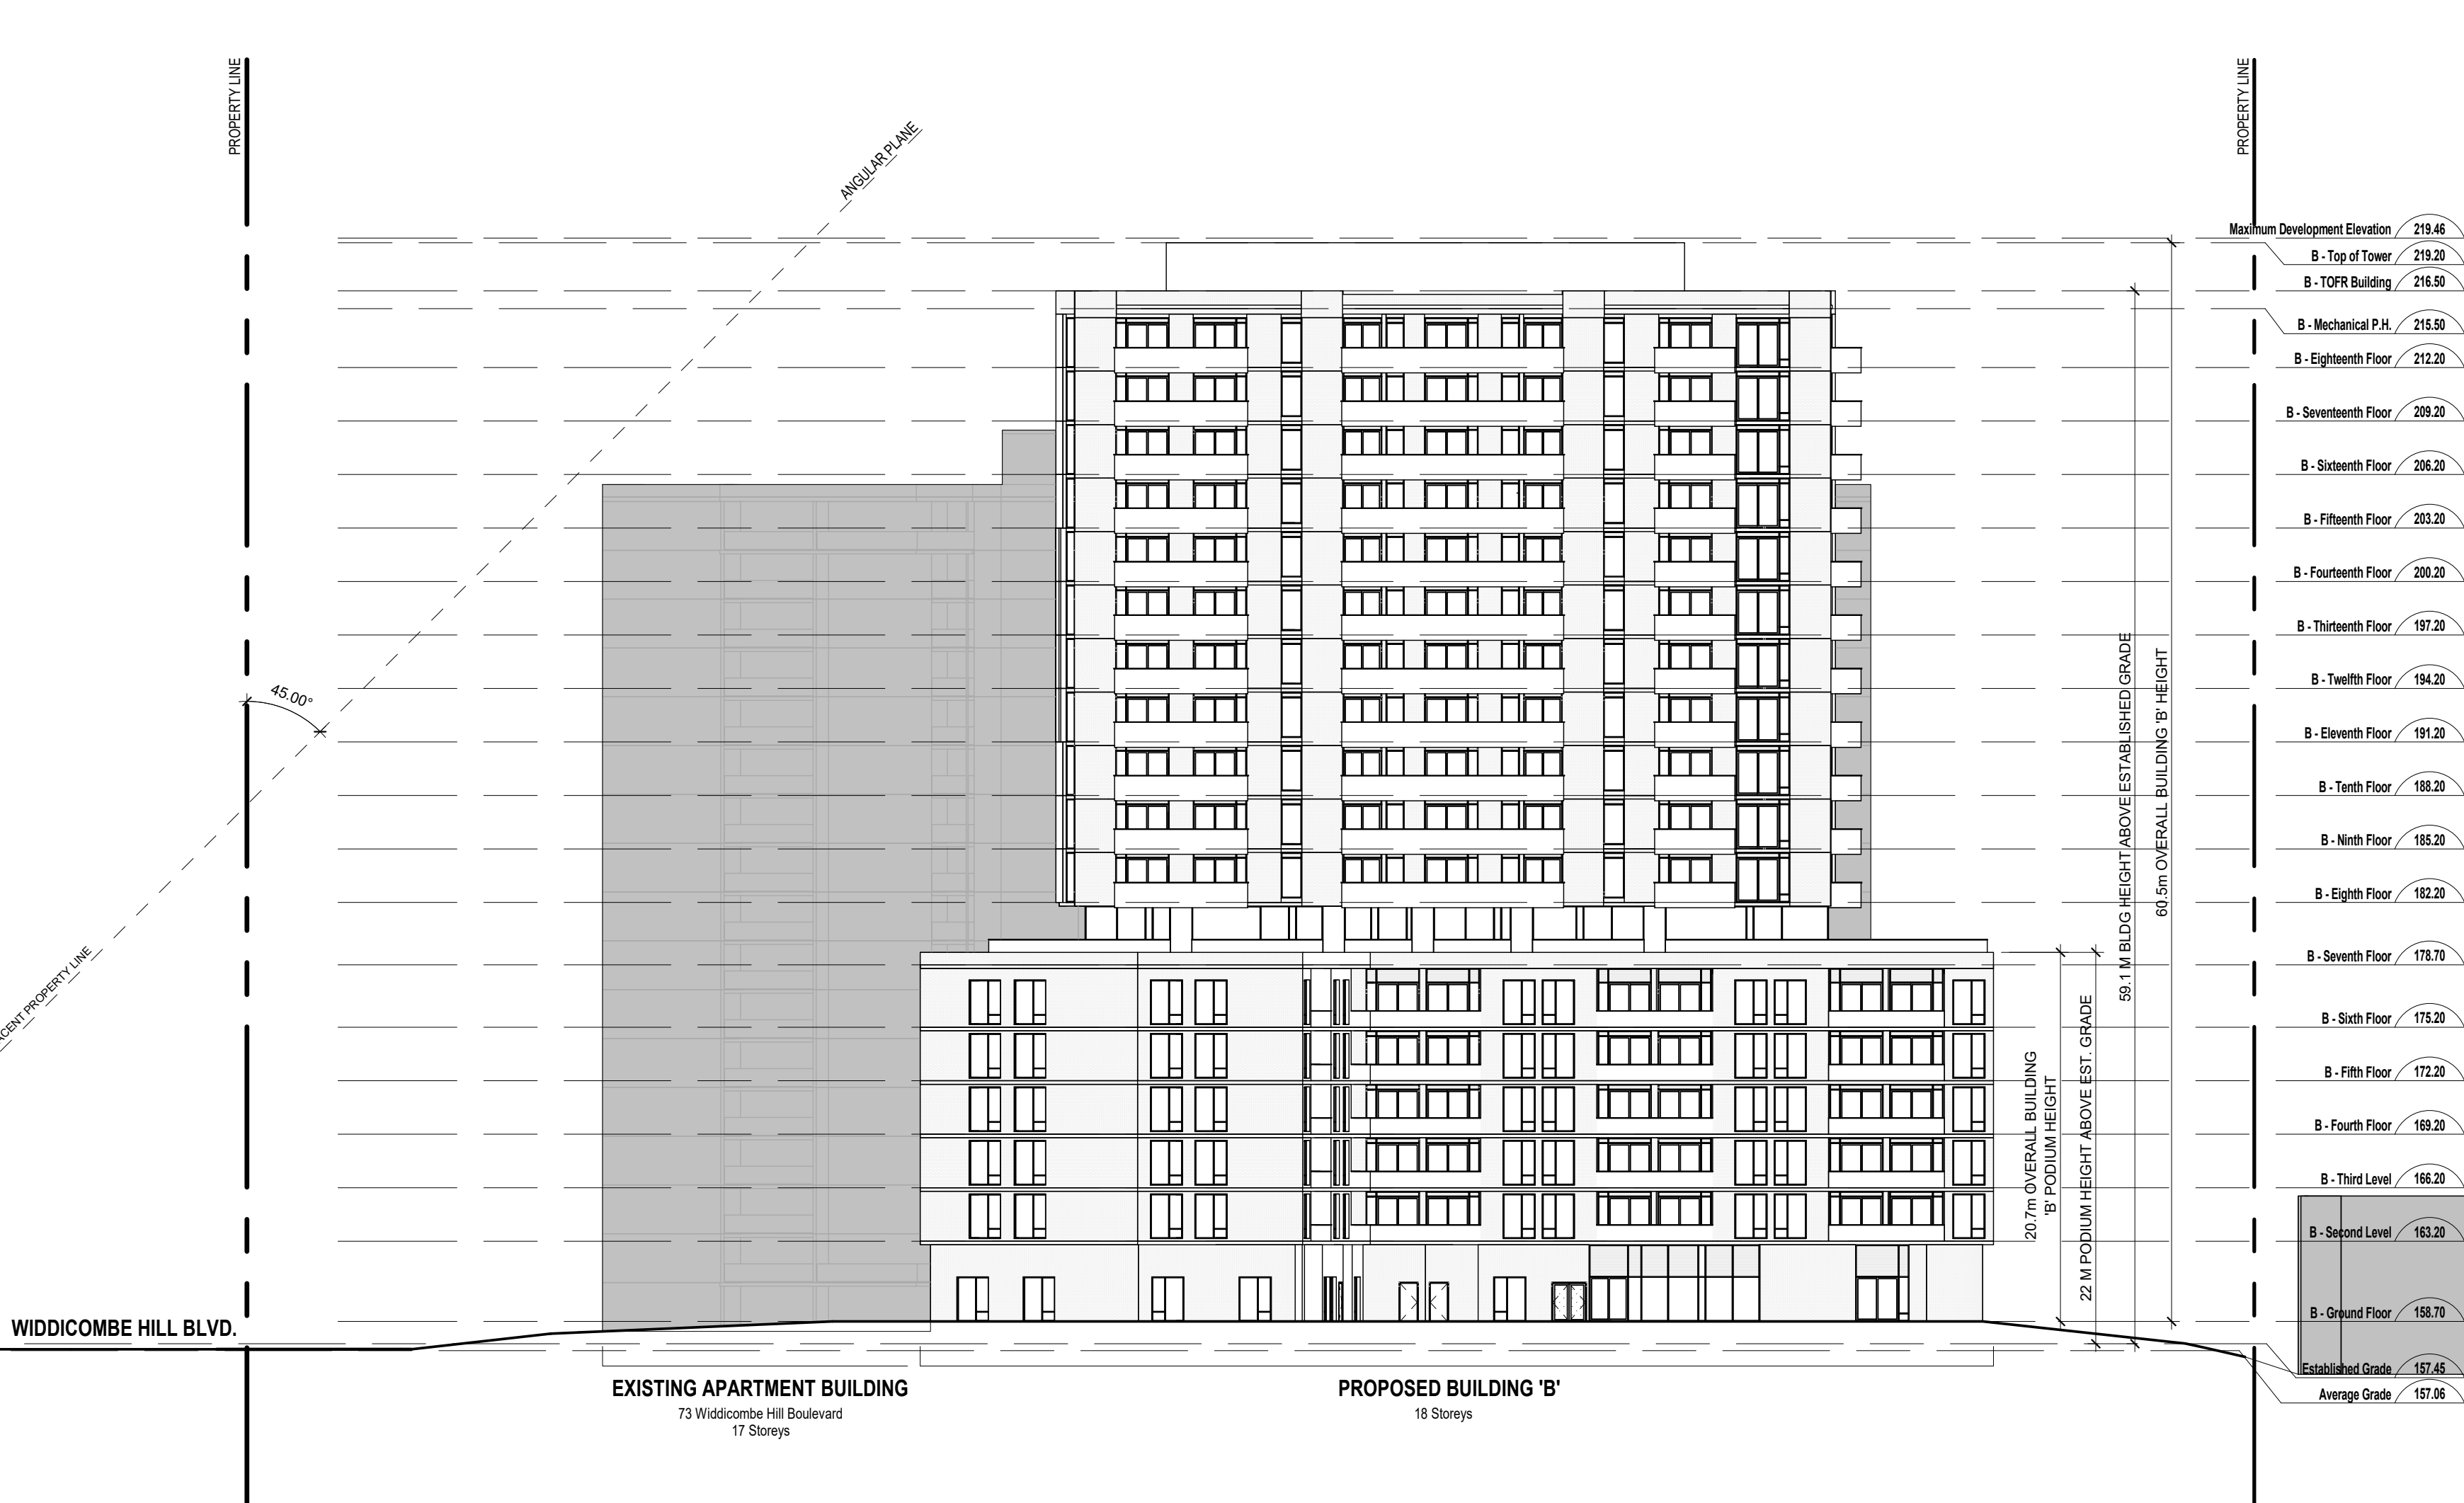 PROPERTY LINE
PROPERTY LINE
ANGULAR PLANE
45.00°
PROPERTY LINE
Maximum Development Elevation 219.46
B - Top of Tower 219.20
B - TOFR Building 216.50
B - Mechanical P.H. 215.50
B - Eighteenth Floor 212.20
B - Seventeenth Floor 209.20
B - Sixteenth Floor 206.20
B - Fifteenth Floor 203.20
B - Fourteenth Floor 200.20
B - Thirteenth Floor 197.20
B - Twelfth Floor 194.20
B - Eleventh Floor 191.20
B - Tenth Floor 188.20
B - Ninth Floor 185.20
B - Eighth Floor 182.20
B - Seventh Floor 178.70
B - Sixth Floor 175.20
B - Fifth Floor 172.20
B - Fourth Floor 169.20
B - Third Level 166.20
B - Second Level 163.20
B - Ground Floor 158.70
Established Grade 157.45
Average Grade 157.06
59.1 M BLDG HEIGHT ABOVE ESTABLISHED GRADE
60.5m OVERALL BUILDING 'B' HEIGHT
20.7m OVERALL BUILDING
'B' PODIUM HEIGHT
22 M PODIUM HEIGHT ABOVE EST. GRADE
WIDDICOMBE HILL BLVD.
EXISTING APARTMENT BUILDING
73 Widdicombe Hill Boulevard
17 Storeys
PROPOSED BUILDING 'B'
18 Storeys